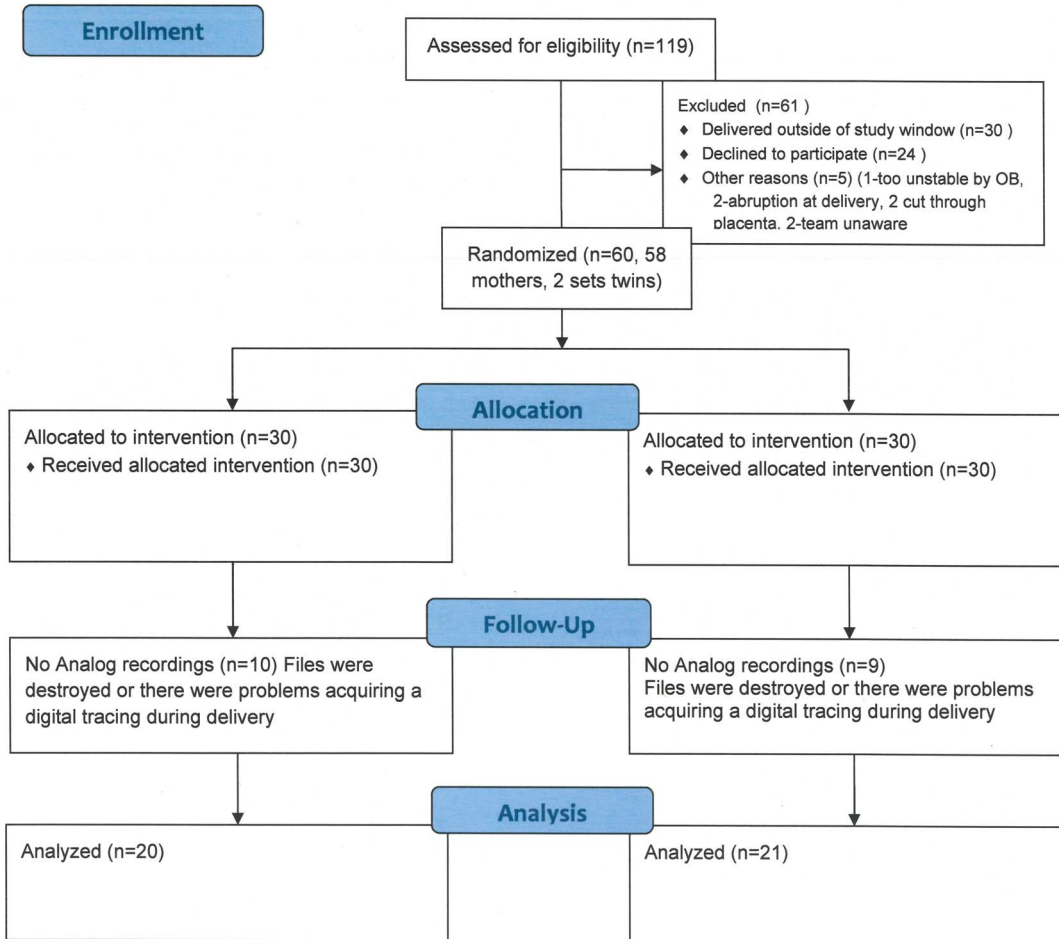 Enrollment
Assessed for eligibility (n=119)
Excluded (n=61 )
♦ Delivered outside of study window (n=30 )
♦ Declined to participate (n=24 )
♦ Other reasons (n=5) (1-too unstable by OB,
2-abruption at delivery, 2 cut through
placenta, 2-team unaware
Randomized (n=60, 58
mothers, 2 sets twins)
Allocation
Allocated to intervention (n=30)
♦ Received allocated intervention (n=30)
Allocated to intervention (n=30)
♦ Received allocated intervention (n=30)
Follow-Up
No Analog recordings (n=10) Files were
destroyed or there were problems acquiring a
digital tracing during delivery
No Analog recordings (n=9)
Files were destroyed or there were problems
acquiring a digital tracing during delivery
Analysis
Analyzed (n=20)
Analyzed (n=21)